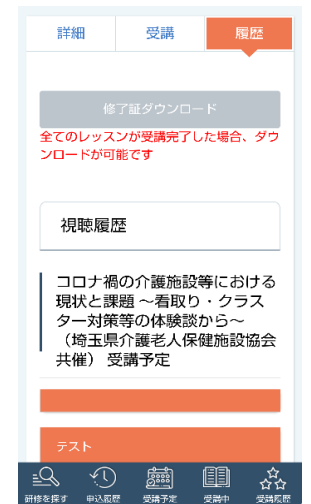 詳細 受講 履歴
修了証ダウンロード
全てのレッスンが受講完了した場合、ダウ
ンロードが可能です
視聴履歴
コロナ禍の介護施設等における
現状と課題 ～看取り・クラス
ター対策等の体験談から～
（埼玉県介護老人保健施設協会
共催） 受講予定
テスト
研修を探す 申込履歴 受講予定 受講中 受講履歴